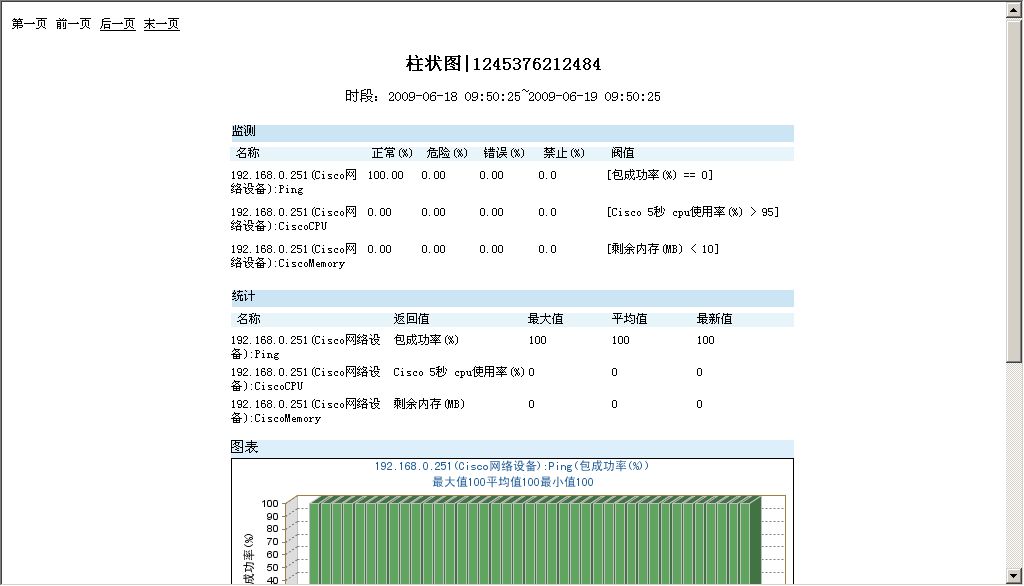 第一页 前一页 后一页 末一页
柱状图|1245376212484
时段: 2009-06-18 09:50:25~2009-06-19 09:50:25
监测
名称 正常(%) 危险(%) 错误(%) 禁止(%) 阀值
192.168.0.251(Cisco网 100.00 0.00 0.00 0.0 [包成功率(%) == 0]
络设备):Ping
192.168.0.251(Cisco网 0.00 0.00 0.00 0.0 [Cisco 5秒 cpu使用率(%) > 95]
络设备):CiscoCPU
192.168.0.251(Cisco网 0.00 0.00 0.00 0.0 [剩余内存(MB) < 10]
络设备):CiscoMemory
统计
名称 返回值 最大值 平均值 最新值
192.168.0.251(Cisco网络设 包成功率(%) 100 100 100
备):Ping
192.168.0.251(Cisco网络设 Cisco 5秒 cpu使用率(%) 0 0 0
备):CiscoCPU
192.168.0.251(Cisco网络设 剩余内存(MB) 0 0 0
备):CiscoMemory
图表
192.168.0.251(Cisco网络设备):Ping(包成功率(%))
最大值100平均值100最小值100
100
90
80
70
60
50
40
成功率(%)